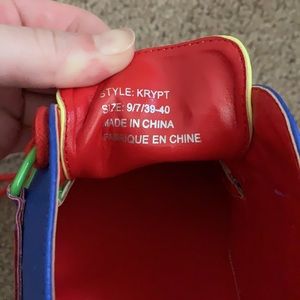 STYLE: KRYPT
SIZE: 9/7/39-40
MADE IN CHINA
FABRIQUE EN CHINE